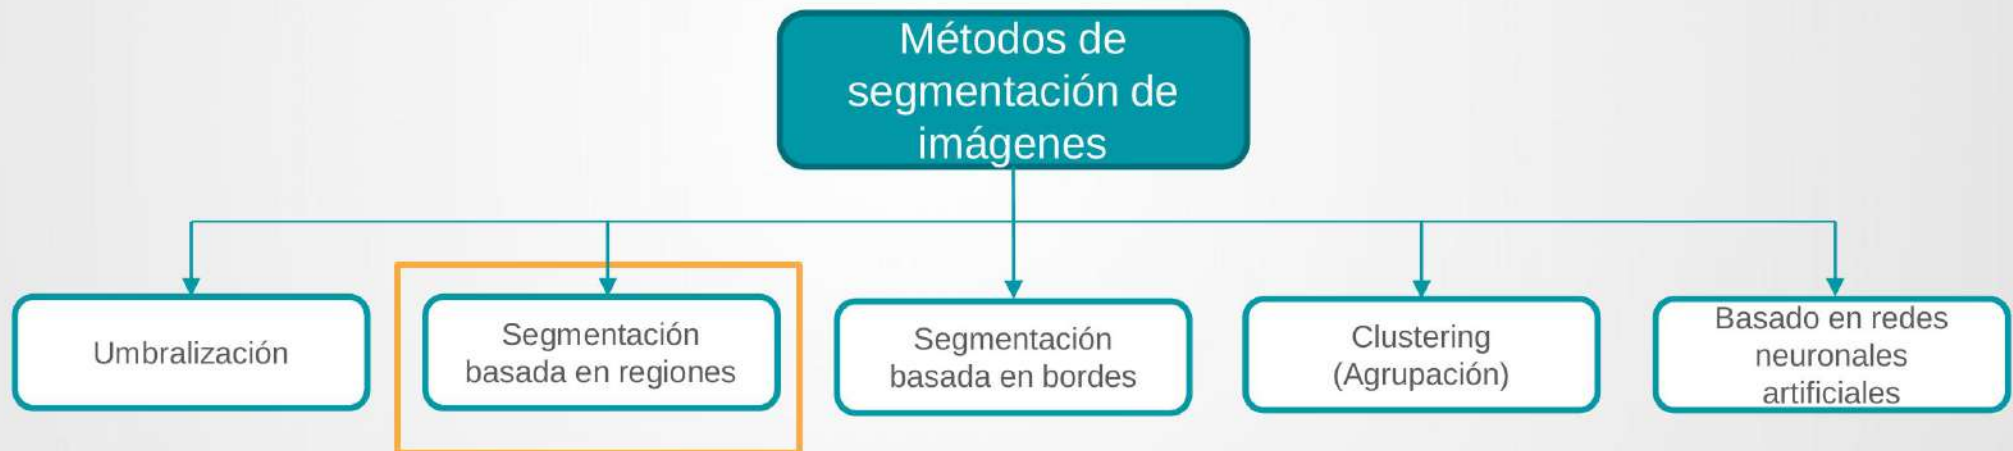 Métodos de
segmentación de
imágenes
Umbralización
Segmentación
basada en regiones
Segmentación
basada en bordes
Clustering
(Agrupación)
Basado en redes
neuronales
artificiales